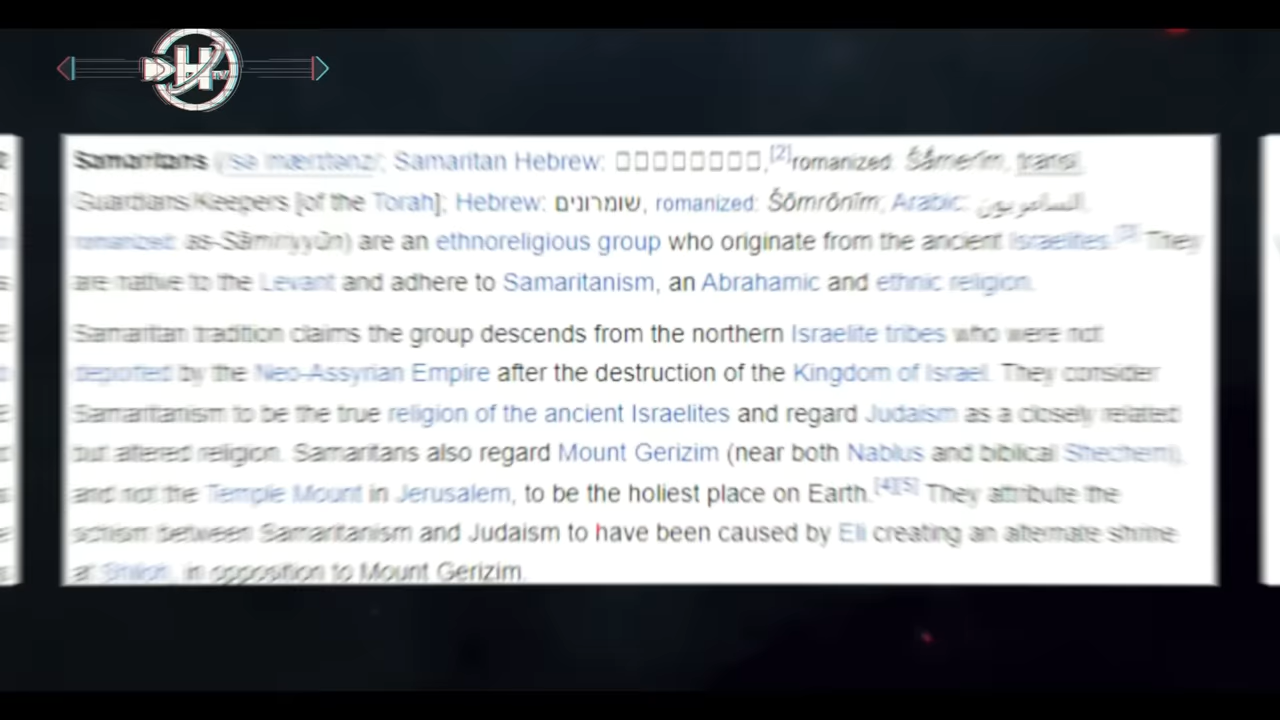 H
Samaritans (/səˈmærɪtənz/; Samaritan Hebrew: □□□□□□□□,[2] romanized: Šā̊merīm, transl.
Guardians/Keepers [of the Torah]; Hebrew: שומרונים, romanized: Šōmrōnīm; Arabic: السامريون,
romanized: as-Sāmiriyyūn) are an ethnoreligious group who originate from the ancient Israelites.[3] They
are native to the Levant and adhere to Samaritanism, an Abrahamic and ethnic religion.
Samaritan tradition claims the group descends from the northern Israelite tribes who were not
deported by the Neo-Assyrian Empire after the destruction of the Kingdom of Israel. They consider
Samaritanism to be the true religion of the ancient Israelites and regard Judaism as a closely related
but altered religion. Samaritans also regard Mount Gerizim (near both Nablus and biblical Shechem),
and not the Temple Mount in Jerusalem, to be the holiest place on Earth.[4][5] They attribute the
schism between Samaritanism and Judaism to have been caused by Eli creating an alternate shrine
at Shiloh, in opposition to Mount Gerizim.